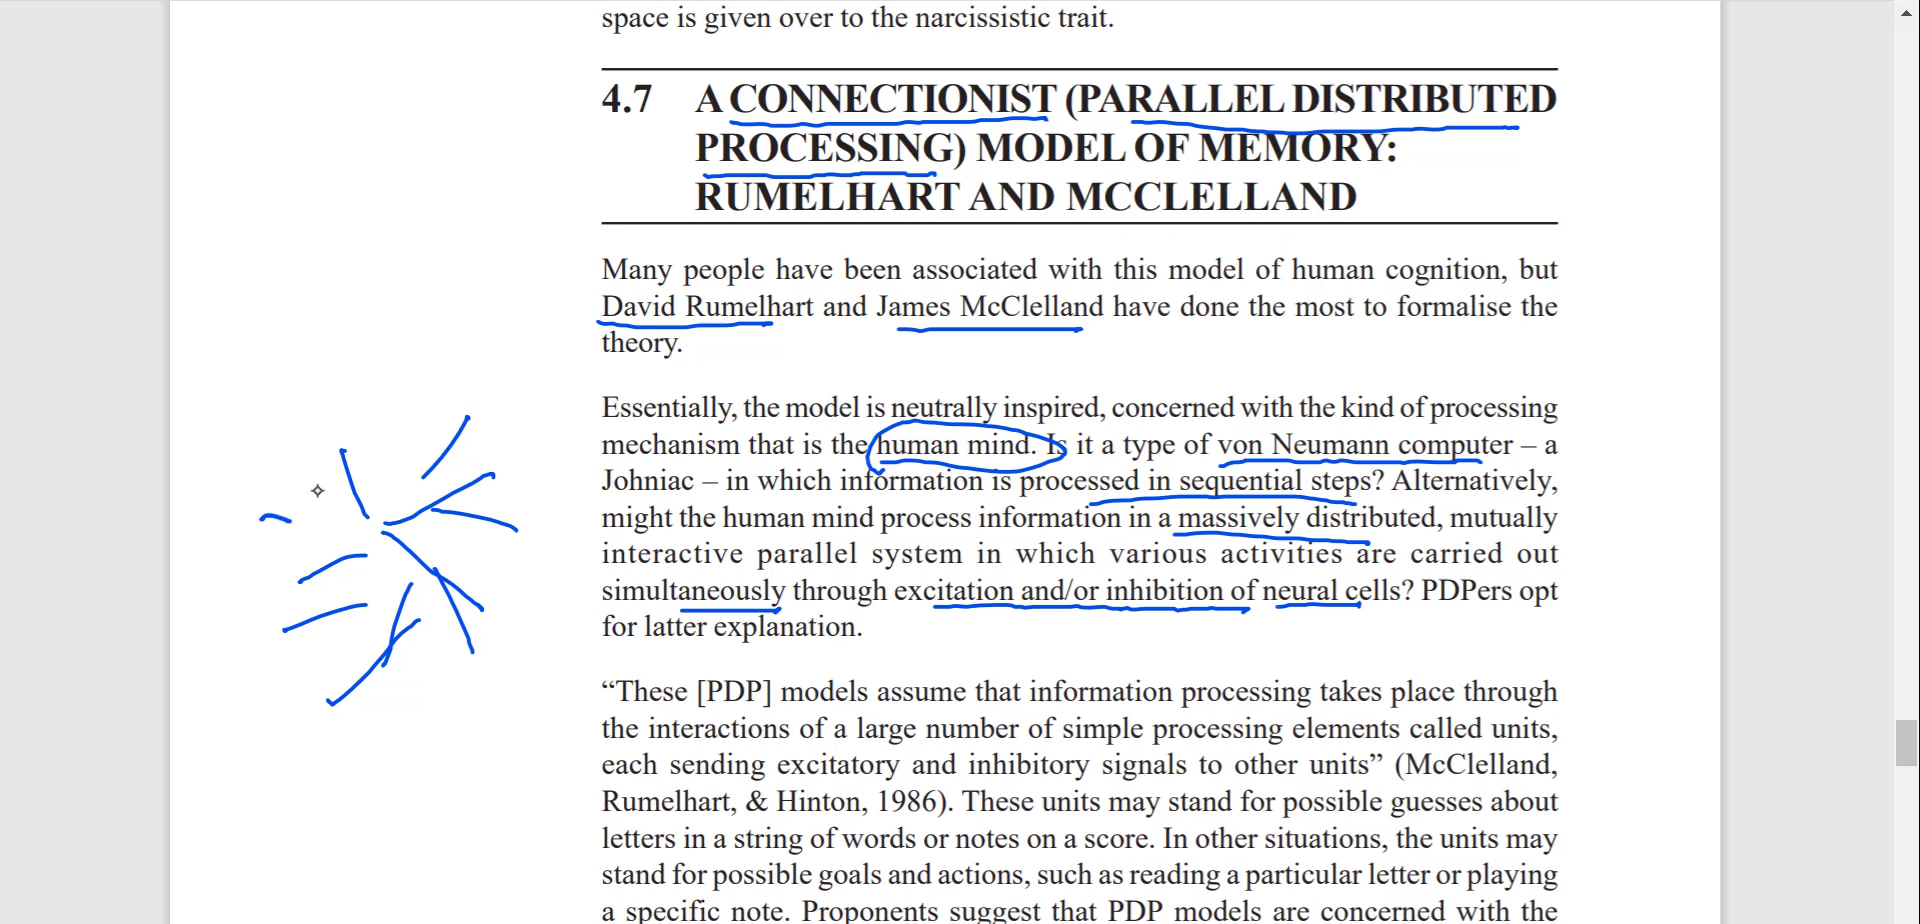 space is given over to the narcissistic trait.
4.7 A CONNECTIONIST (PARALLEL DISTRIBUTED
PROCESSING) MODEL OF MEMORY:
RUMELHART AND MCCLELLAND
Many people have been associated with this model of human cognition, but
David Rumelhart and James McClelland have done the most to formalise the
theory.
Essentially, the model is neutrally inspired, concerned with the kind of processing
mechanism that is the human mind. Is it a type of von Neumann computer – a
Johniac – in which information is processed in sequential steps? Alternatively,
might the human mind process information in a massively distributed, mutually
interactive parallel system in which various activities are carried out
simultaneously through excitation and/or inhibition of neural cells? PDPers opt
for latter explanation.
“These [PDP] models assume that information processing takes place through
the interactions of a large number of simple processing elements called units,
each sending excitatory and inhibitory signals to other units” (McClelland,
Rumelhart, & Hinton, 1986). These units may stand for possible guesses about
letters in a string of words or notes on a score. In other situations, the units may
stand for possible goals and actions, such as reading a particular letter or playing
a specific note. Proponents suggest that PDP models are concerned with the